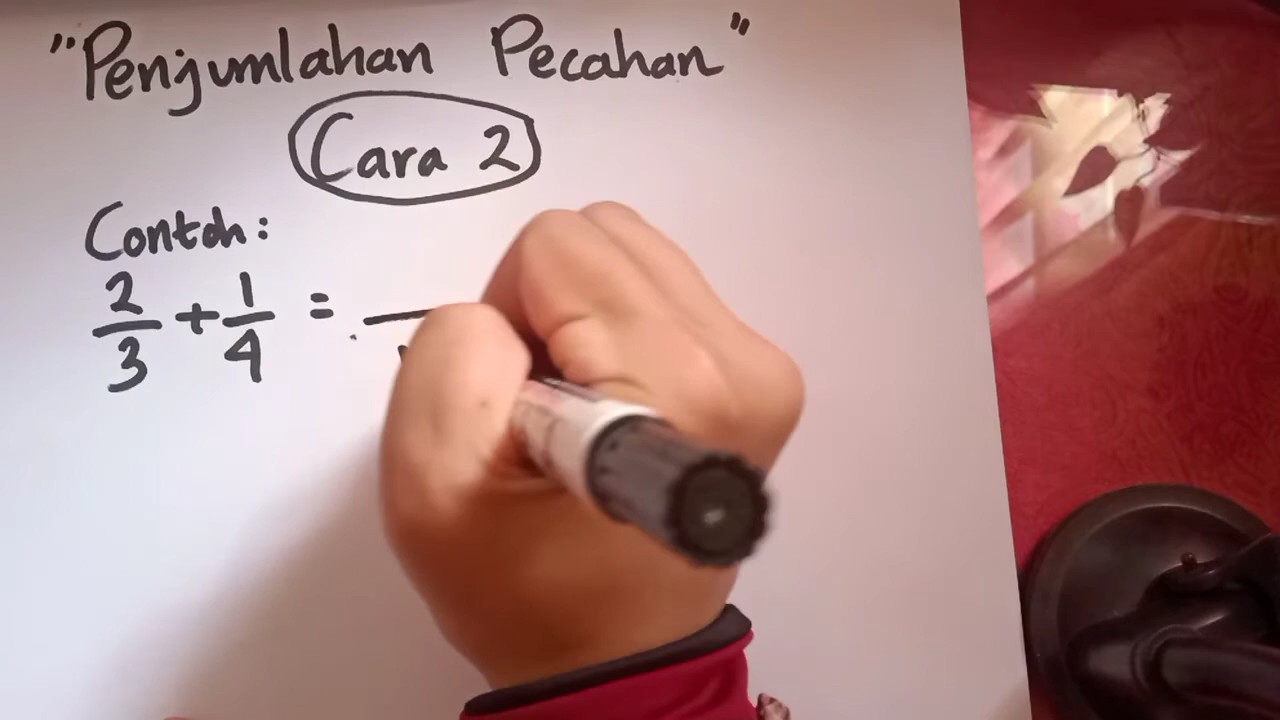 "Penjumlahan Pecahan"
Cara 2
Contoh:
2/3 + 1/4 =